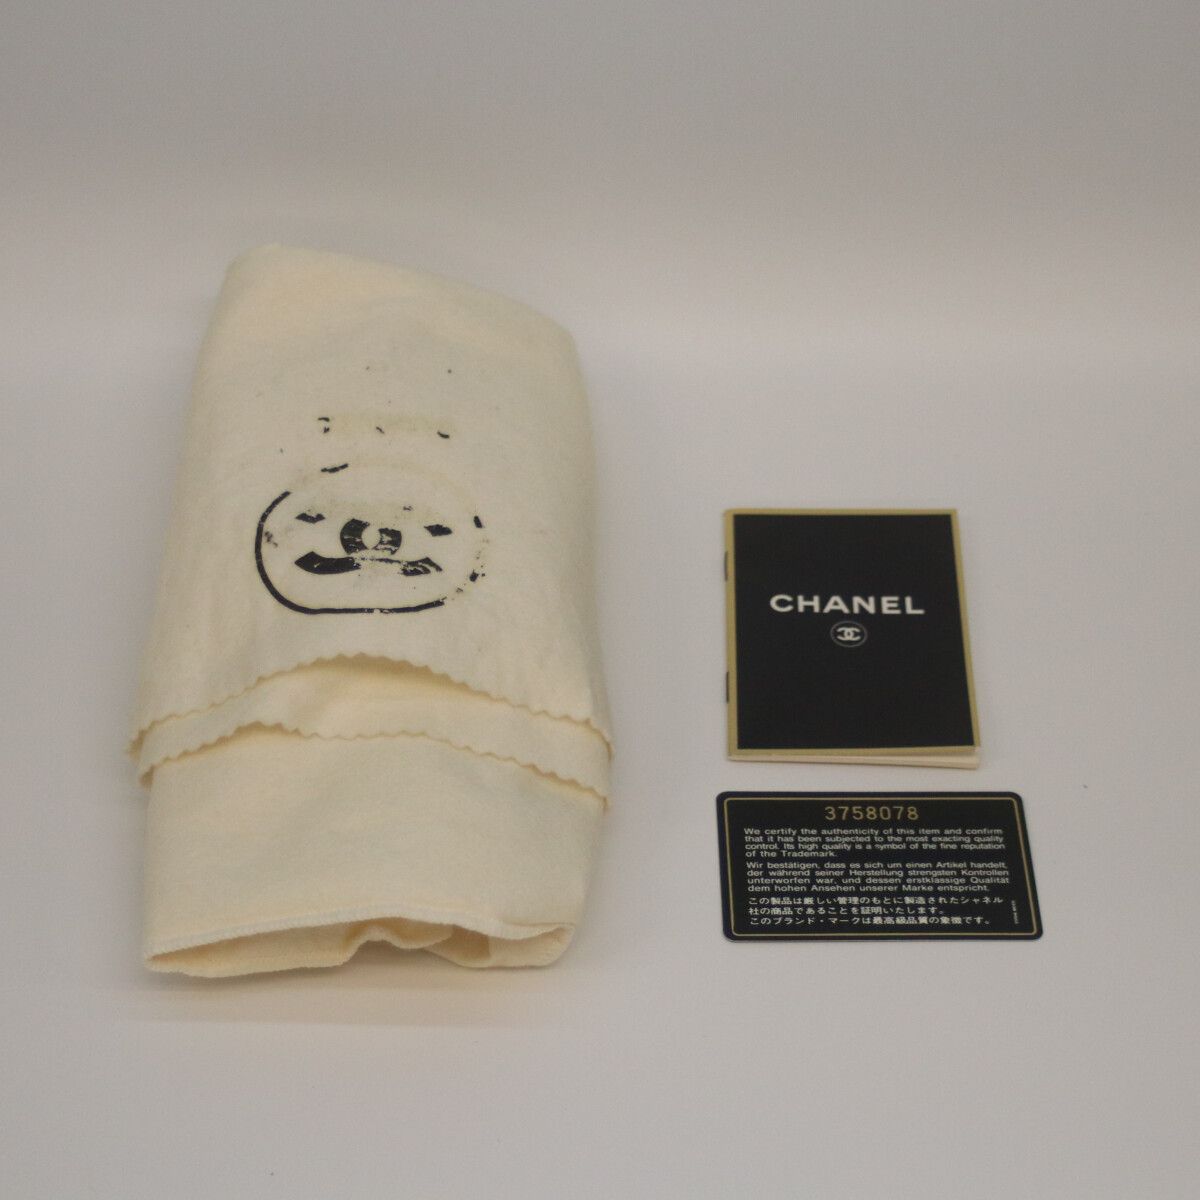 CHANEL
3758078
We certify the authenticity of this item and confirm
that it has been subjected to the most exacting quality
control. Its high quality is a symbol of the fine reputation
of the Trademark.
Wir bestätigen, dass es sich um einen Artikel handelt,
der während seiner Herstellung strengsten Kontrollen
unterworfen war, und dessen erstklassige Qualität
dem hohen Ansehen unserer Marke entspricht.
この製品は厳しい管理のもとに製造されたシャネル
社の商品であることを証明いたします。
このブランド・マークは最高級品質の象徴です。